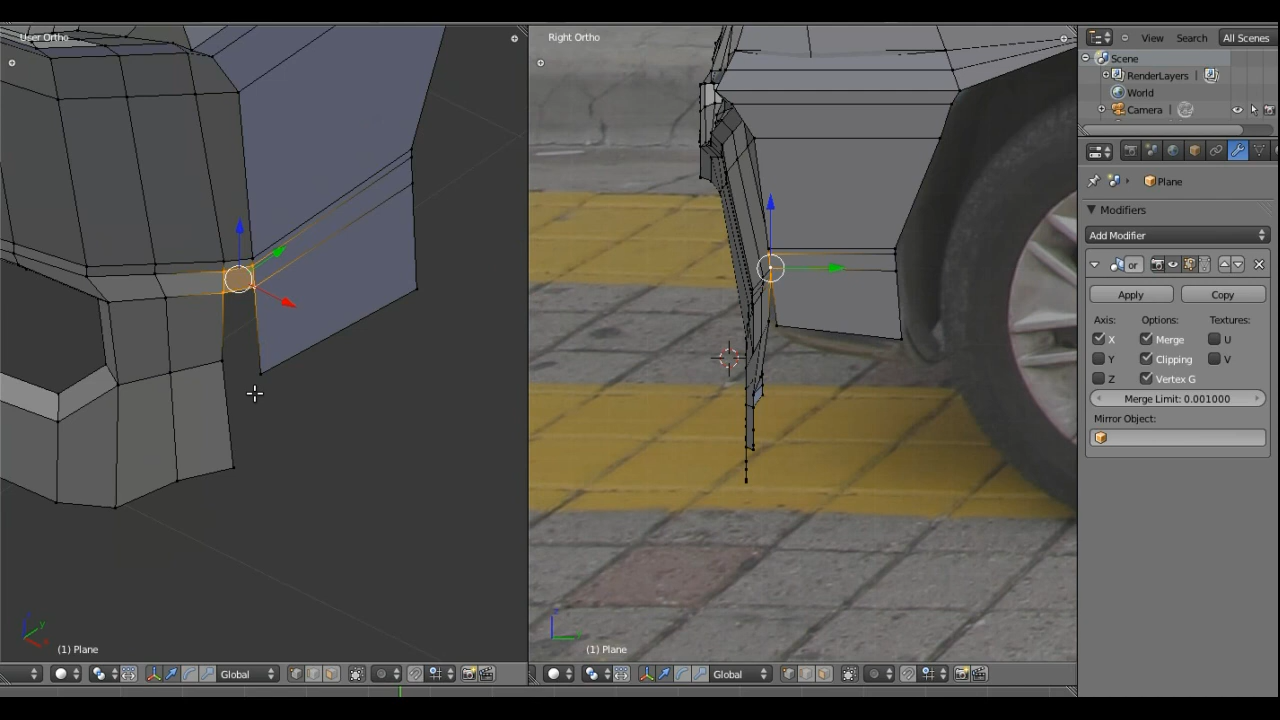 User Ortho
Right Ortho
View Search All Scenes
Scene
RenderLayers |
World
Camera |
Plane
Modifiers
Add Modifier
or
Apply Copy
Axis: Options: Textures:
X Merge U
Y Clipping V
Z Vertex G
Merge Limit: 0.001000
Mirror Object:
(1) Plane
(1) Plane
Global
Global